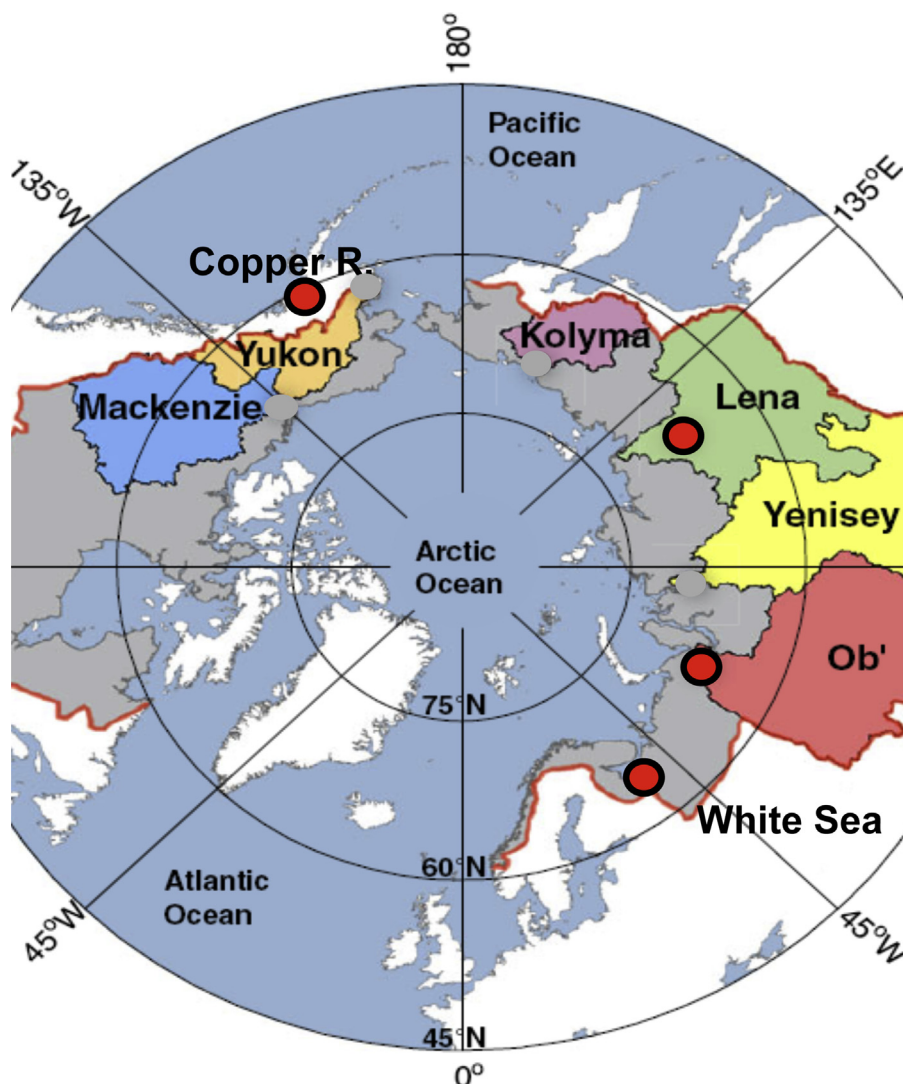 180°
Pacific
Ocean
135°W
135°E
Copper R.
Kolyma
Yukon
Lena
Mackenzie
Yenisey
Arctic
Ocean
Ob'
75°N
White Sea
60°N
Atlantic
Ocean
45°W
45°W
45°N
0°